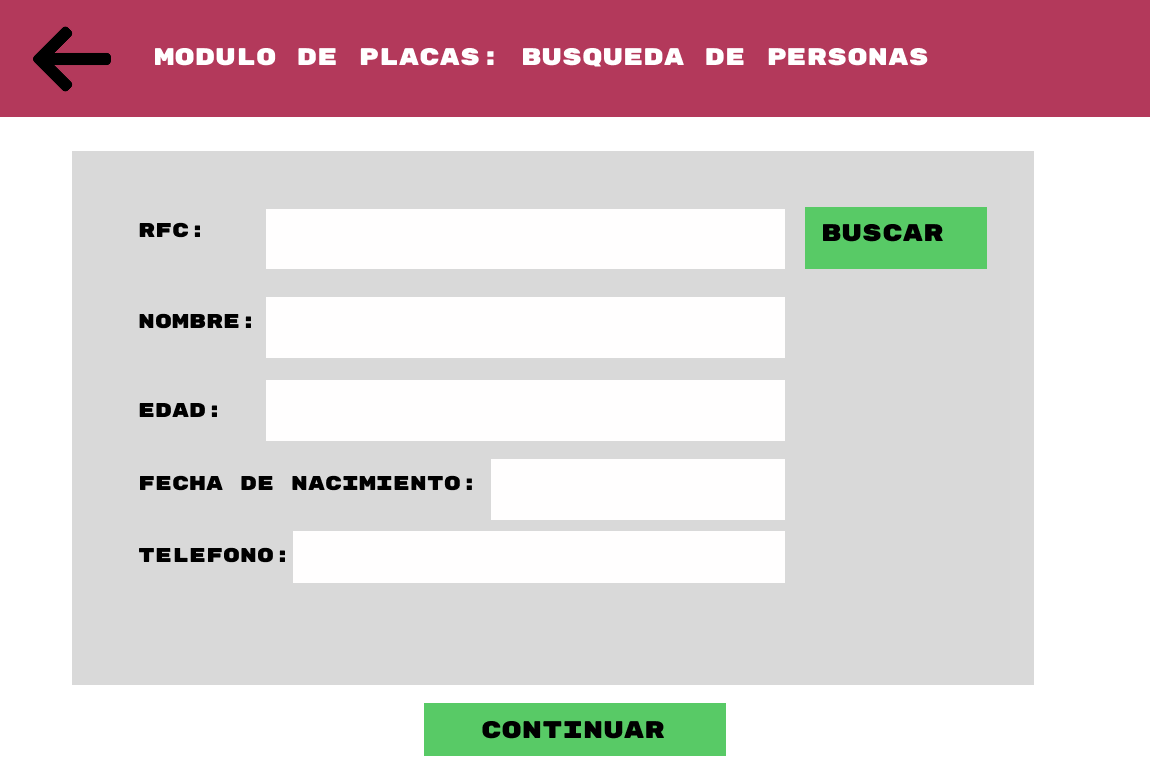 MODULO DE PLACAS: BUSQUEDA DE PERSONAS
RFC:
BUSCAR
NOMBRE:
EDAD:
FECHA DE NACIMIENTO:
TELEFONO:
CONTINUAR